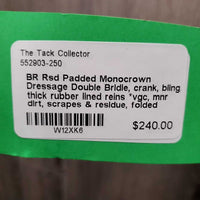 The Tack Collector
552903-250
BR Rsd Padded Monocrown
Dressage Double Bridle, crank, bling
thick rubber lined reins *vgc, mnr
dirt, scrapes & residue, folded
W12XK6
$240.00